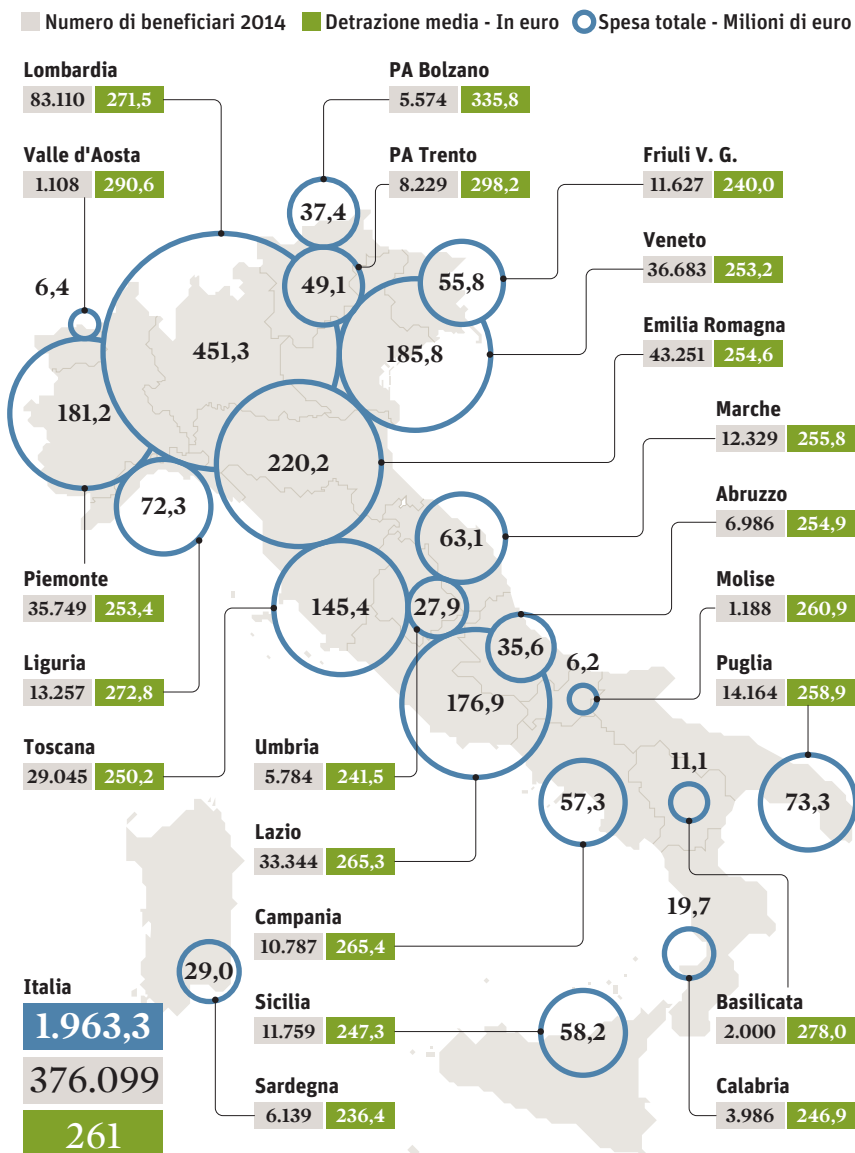 Numero di beneficiari 2014 Detrazione media - In euro Spesa totale - Milioni di euro
Lombardia
83.110 271,5
PA Bolzano
5.574 335,8
Valle d'Aosta
1.108 290,6
PA Trento
8.229 298,2
Friuli V. G.
11.627 240,0
Veneto
36.683 253,2
Emilia Romagna
43.251 254,6
Marche
12.329 255,8
Abruzzo
6.986 254,9
Molise
1.188 260,9
Puglia
14.164 258,9
37,4
49,1
55,8
6,4
451,3
185,8
181,2
220,2
72,3
63,1
145,4
27,9
35,6
6,2
176,9
11,1
57,3
73,3
19,7
29,0
58,2
Piemonte
35.749 253,4
Liguria
13.257 272,8
Toscana
29.045 250,2
Umbria
5.784 241,5
Lazio
33.344 265,3
Campania
10.787 265,4
Sicilia
11.759 247,3
Sardegna
6.139 236,4
Basilicata
2.000 278,0
Calabria
3.986 246,9
Italia
1.963,3
376.099
261